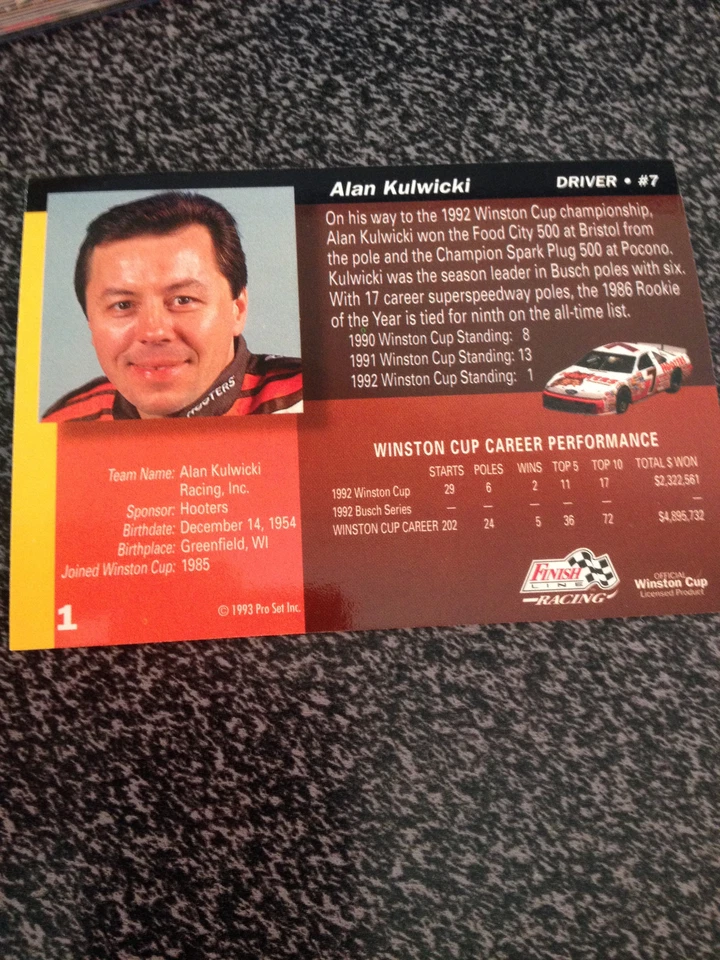 Alan Kulwicki
DRIVER • #7
On his way to the 1992 Winston Cup championship,
Alan Kulwicki won the Food City 500 at Bristol from
the pole and the Champion Spark Plug 500 at Pocono.
Kulwicki was the season leader in Busch poles with six.
With 17 career superspeedway poles, the 1986 Rookie
of the Year is tied for ninth on the all-time list.
1990 Winston Cup Standing: 8
1991 Winston Cup Standing: 13
1992 Winston Cup Standing: 1
HOOTERS
7
WINSTON CUP CAREER PERFORMANCE
STARTS POLES WINS TOP 5 TOP 10 TOTAL $ WON
1992 Winston Cup 29 6 2 11 17 $2,322,561
1992 Busch Series — — — — — —
WINSTON CUP CAREER 202 24 5 36 72 $4,895,732
Team Name: Alan Kulwicki
Racing, Inc.
Sponsor: Hooters
Birthdate: December 14, 1954
Birthplace: Greenfield, WI
Joined Winston Cup: 1985
1
© 1993 Pro Set Inc.
FINISH
LINE
RACING
OFFICIAL
Winston Cup
Licensed Product